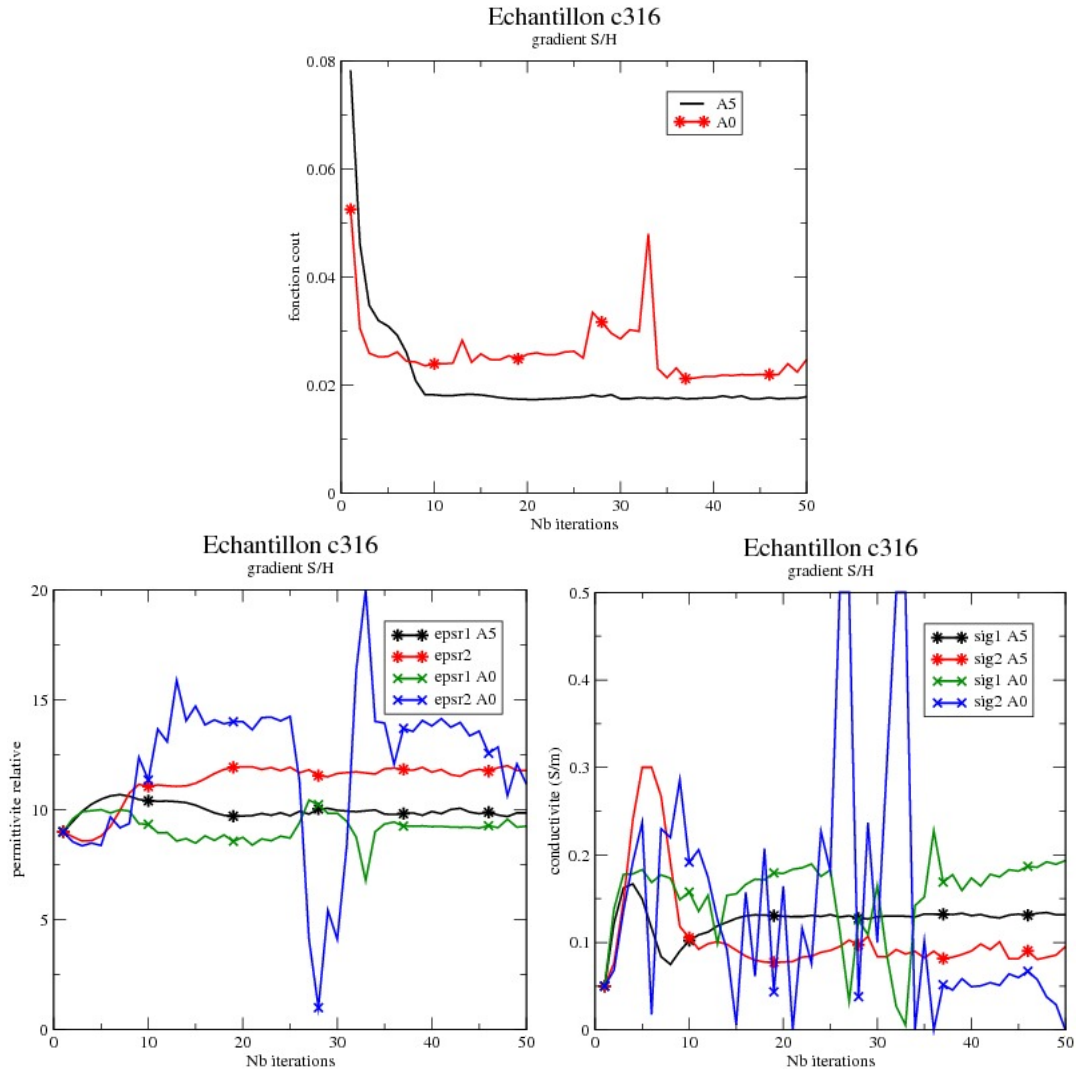 Echantillon c316
gradient S/H
0.08
A5
A0
0.06
fonction cout
0.04
0.02
0
0 10 20 30 40 50
Nb iterations
Echantillon c316
gradient S/H
20
epsr1 A5
epsr2
epsr1 A0
epsr2 A0
15
permittivite relative
10
5
0
0 10 20 30 40 50
Nb iterations
Echantillon c316
gradient S/H
0.5
sig1 A5
sig2 A5
sig1 A0
sig2 A0
0.4
0.3
conductivite (S/m)
0.2
0.1
0
0 10 20 30 40 50
Nb iterations